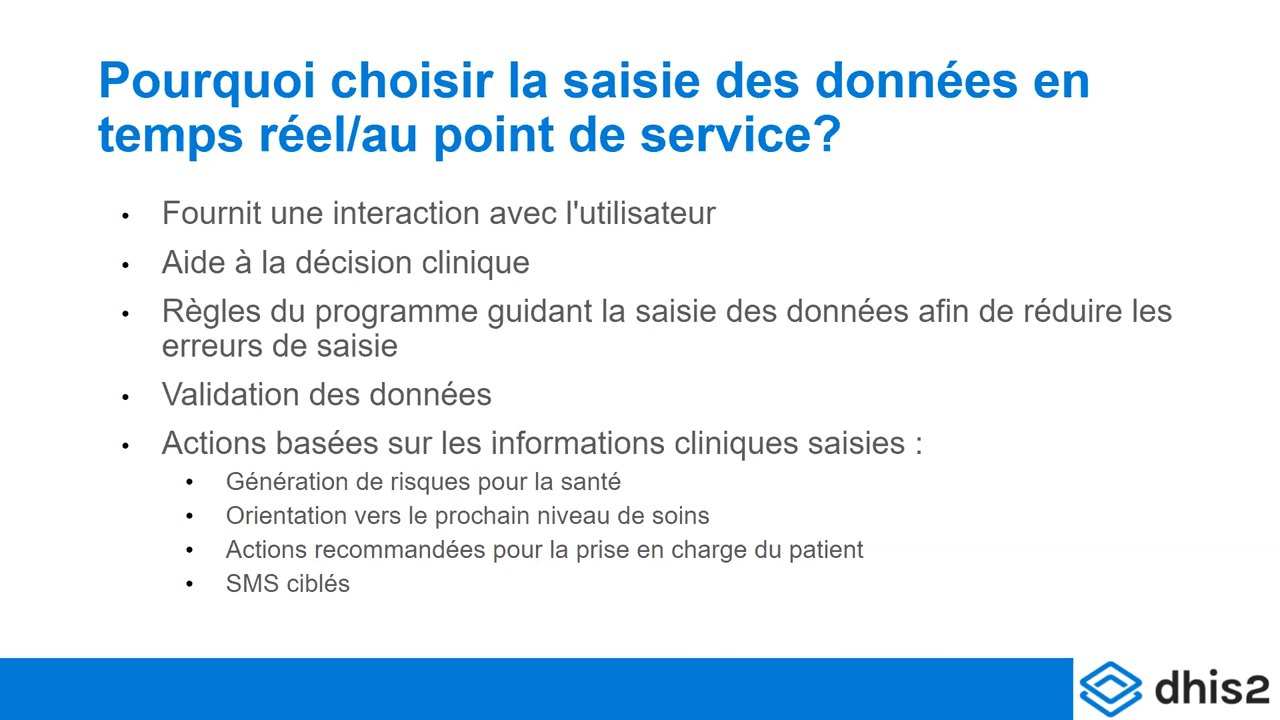 Pourquoi choisir la saisie des données en
temps réel/au point de service?
• Fournit une interaction avec l'utilisateur
• Aide à la décision clinique
• Règles du programme guidant la saisie des données afin de réduire les
erreurs de saisie
• Validation des données
• Actions basées sur les informations cliniques saisies :
• Génération de risques pour la santé
• Orientation vers le prochain niveau de soins
• Actions recommandées pour la prise en charge du patient
• SMS ciblés
dhis2